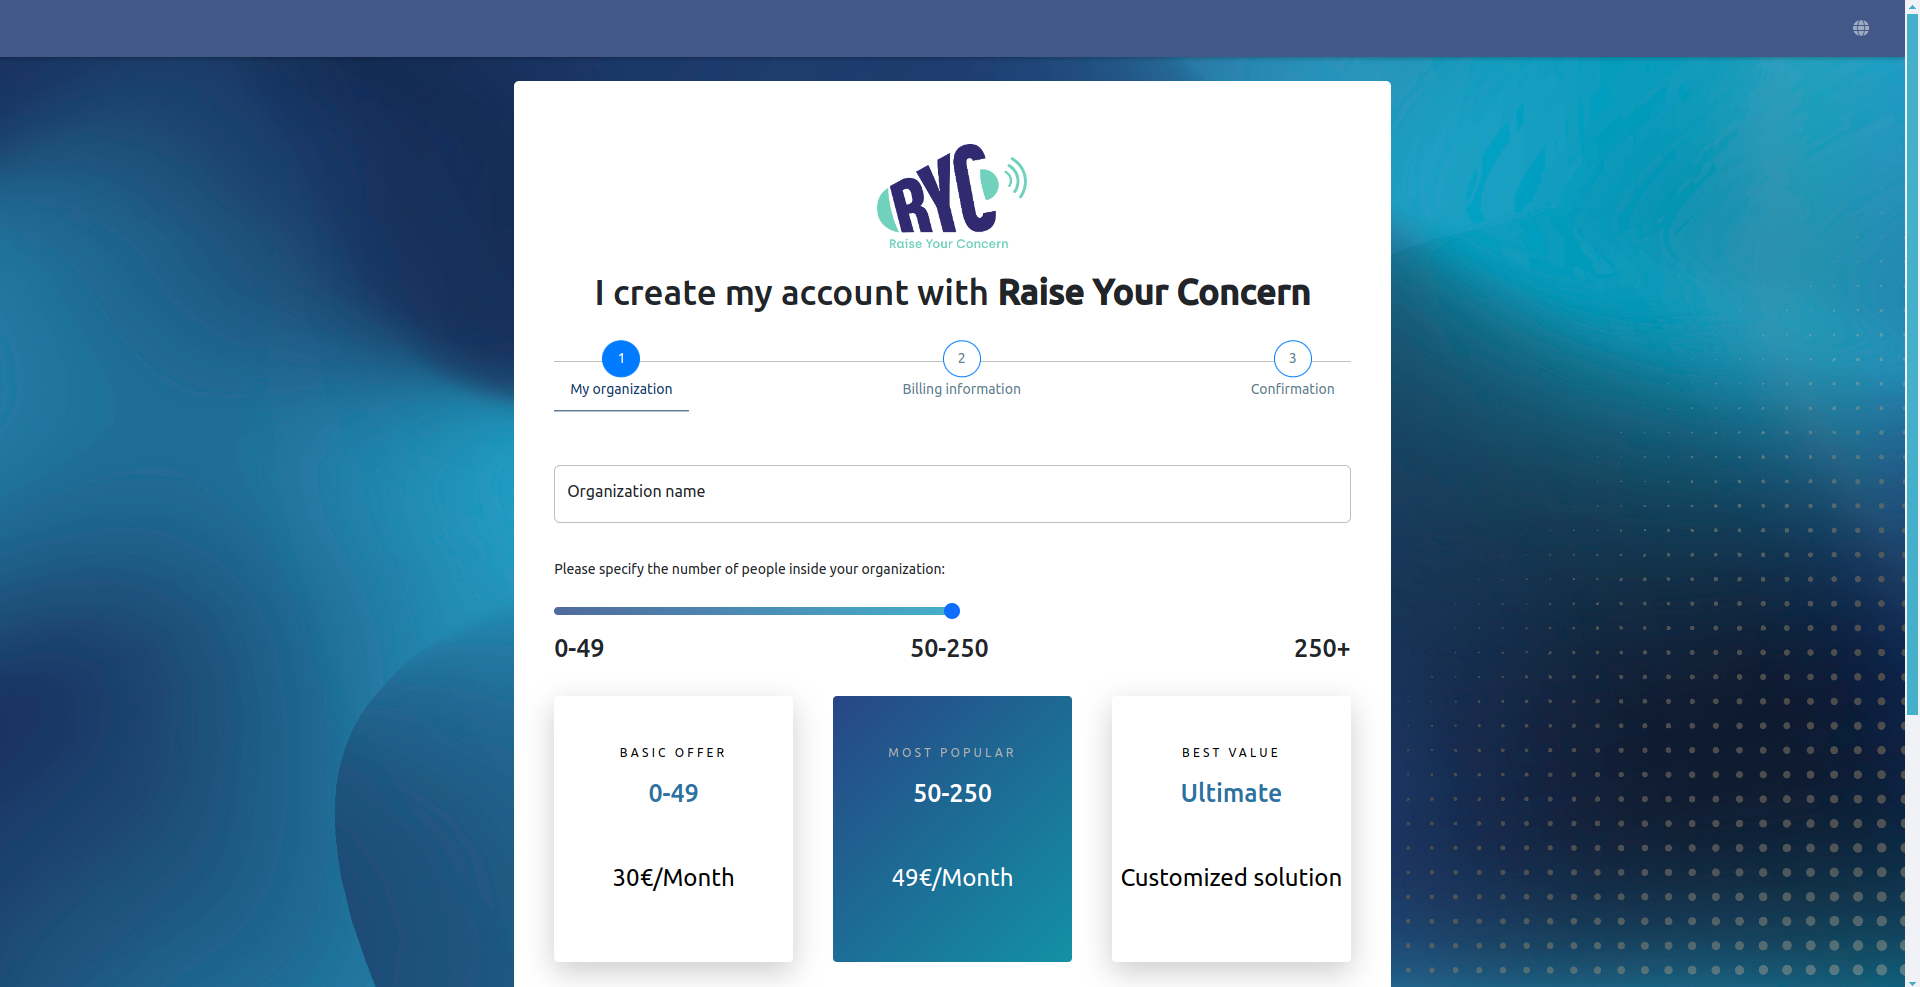 RYC
Raise Your Concern
I create my account with Raise Your Concern
1
2
3
My organization
Billing information
Confirmation
Organization name
Please specify the number of people inside your organization:
0-49
50-250
250+
BASIC OFFER
0-49
30€/Month
MOST POPULAR
50-250
49€/Month
BEST VALUE
Ultimate
Customized solution